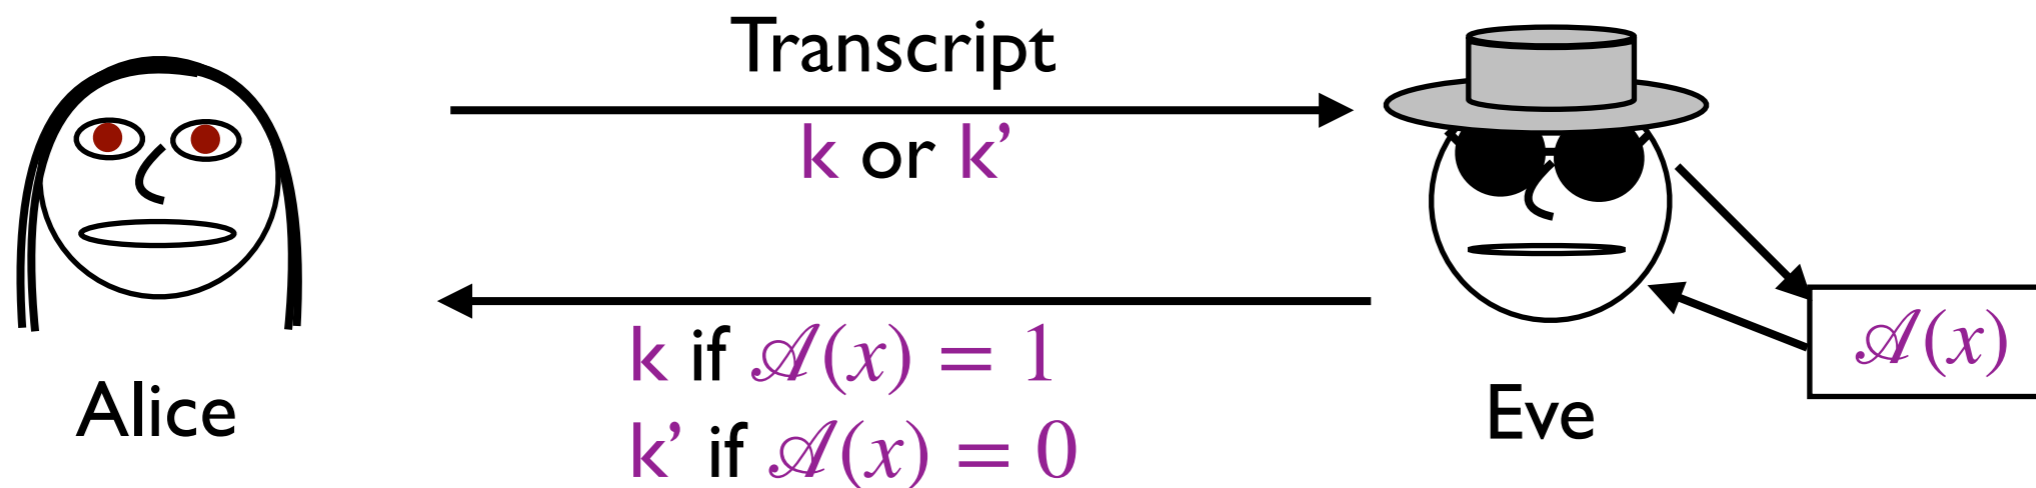 Transcript
k or k’
k if 𝒜(x) = 1
k’ if 𝒜(x) = 0
Alice
Eve
𝒜(x)